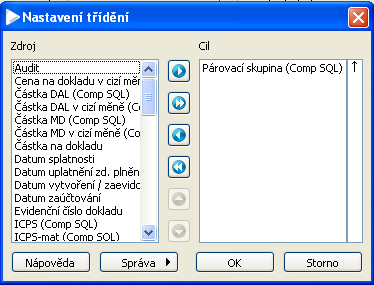 Nastavení třídění
Zdroj
Cíl
Audit
Cena na dokladu v cizí měn
Částka DAL (Comp SQL)
Částka DAL v cizí měně (Co
Částka MD (Comp SQL)
Částka MD v cizí měně (Co
Částka na dokladu
Datum splatnosti
Datum uplatnění zd. plněn
Datum vytvoření / zaevido
Datum zaúčtování
Evidenční číslo dokladu
ICPS (Comp SQL)
ICPS-mat (Comp SQL)
Párovací skupina (Comp SQL) ↑
Nápověda
Správa
OK
Storno